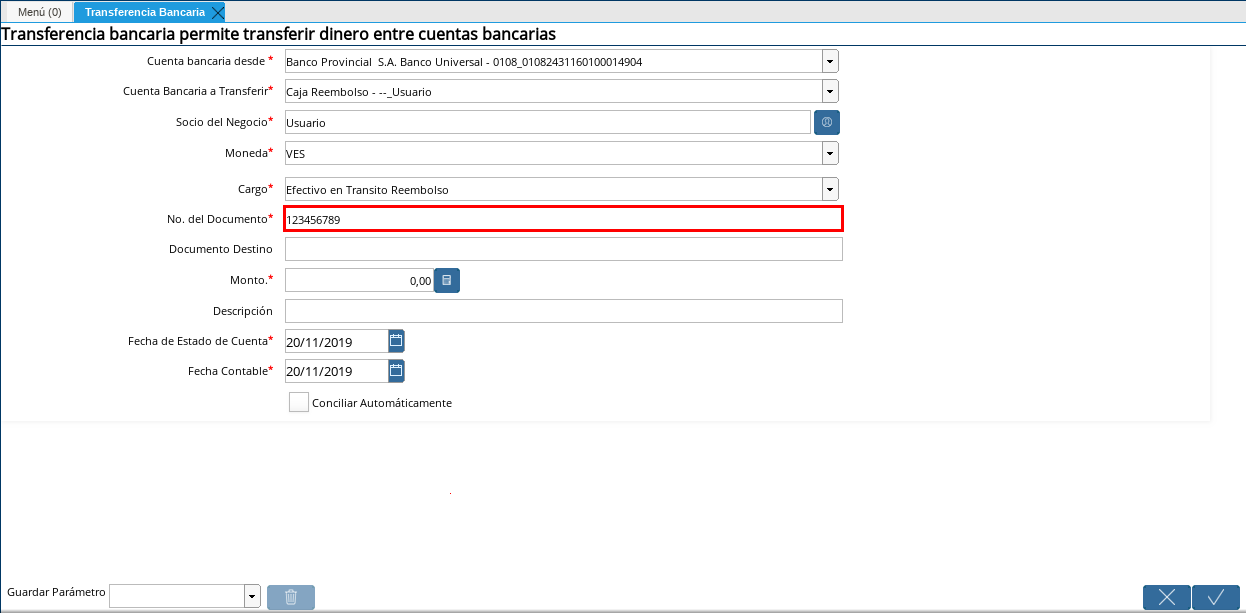 Menú (0) Transferencia Bancaria
Transferencia bancaria permite transferir dinero entre cuentas bancarias
Cuenta bancaria desde * Banco Provincial S.A. Banco Universal - 0108_01082431160100014904
Cuenta Bancaria a Transferir* Caja Reembolso - --_Usuario
Socio del Negocio* Usuario
Moneda* VES
Cargo* Efectivo en Transito Reembolso
No. del Documento* 123456789
Documento Destino
Monto.* 0,00
Descripción
Fecha de Estado de Cuenta* 20/11/2019
Fecha Contable* 20/11/2019
Conciliar Automáticamente
Guardar Parámetro